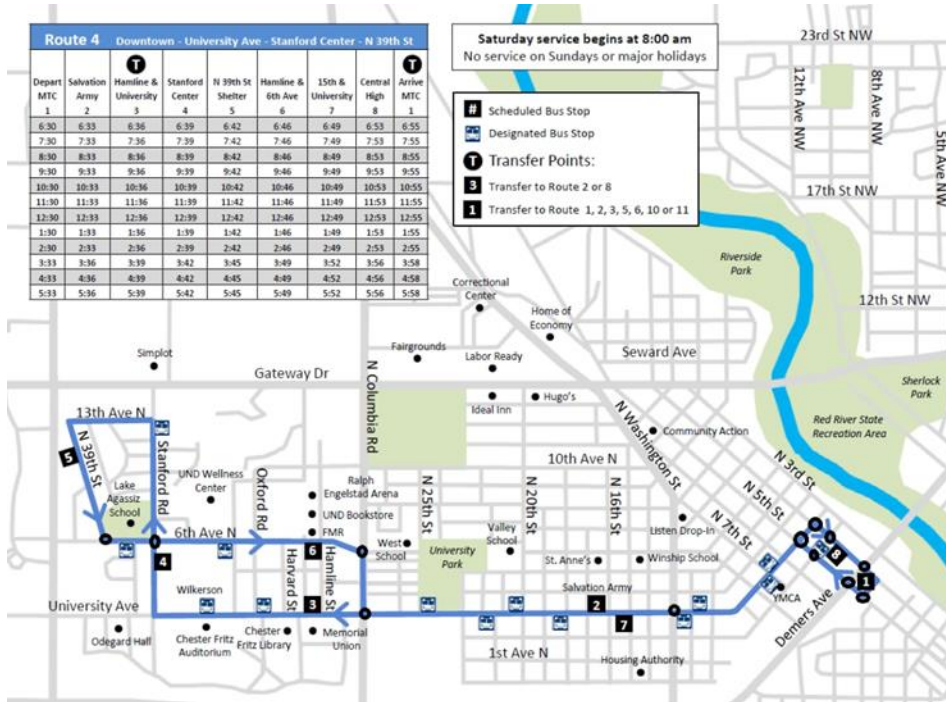 Route 4 Downtown - University Ave - Stanford Center - N 39th St
T T
Depart Salvation Hamline & Stanford N 39th St Hamline & 15th & Central Arrive
MTC Army University Center Shelter 6th Ave University High MTC
1 2 3 4 5 6 7 8 1
6:30 6:33 6:36 6:39 6:42 6:46 6:49 6:53 6:55
7:30 7:33 7:36 7:39 7:42 7:46 7:49 7:53 7:55
8:30 8:33 8:36 8:39 8:42 8:46 8:49 8:53 8:55
9:30 9:33 9:36 9:39 9:42 9:46 9:49 9:53 9:55
10:30 10:33 10:36 10:39 10:42 10:46 10:49 10:53 10:55
11:30 11:33 11:36 11:39 11:42 11:46 11:49 11:53 11:55
12:30 12:33 12:36 12:39 12:42 12:46 12:49 12:53 12:55
1:30 1:33 1:36 1:39 1:42 1:46 1:49 1:53 1:55
2:30 2:33 2:36 2:39 2:42 2:46 2:49 2:53 2:55
3:33 3:36 3:39 3:42 3:45 3:49 3:52 3:56 3:58
4:33 4:36 4:39 4:42 4:45 4:49 4:52 4:56 4:58
5:33 5:36 5:39 5:42 5:45 5:49 5:52 5:56 5:58
Saturday service begins at 8:00 am
No service on Sundays or major holidays
# Scheduled Bus Stop
Designated Bus Stop
T Transfer Points:
3 Transfer to Route 2 or 8
1 Transfer to Route 1, 2, 3, 5, 6, 10 or 11
23rd St NW
12th Ave NW
8th Ave NW
5th Ave NW
17th St NW
Riverside
Park
12th St NW
Correctional
Center
Home of
Economy
Fairgrounds
Labor Ready
Seward Ave
Simplot
Gateway Dr
N Columbia Rd
Sherlock
Park
Ideal Inn
Hugo's
N Washington St
Red River State
Recreation Area
13th Ave N
Community Action
N 39th St
5
Stanford Rd
10th Ave N
N 3rd St
UND Wellness
Center
Oxford Rd
Ralph
Engelstad Arena
N 25th St
N 20th St
N 16th St
N 5th St
Lake
Agassiz
School
UND Bookstore
N 7th St
Listen Drop-In
6th Ave N
FMR
West
School
Valley
School
6
University
Park
St. Anne's
Winship School
8
4
Harvard St
Hamline St
Salvation Army
1
Wilkerson
3
2
YMCA
Demers Ave
University Ave
7
Odegard Hall
Chester Fritz
Auditorium
Chester
Fritz Library
Memorial
Union
1st Ave N
Housing Authority